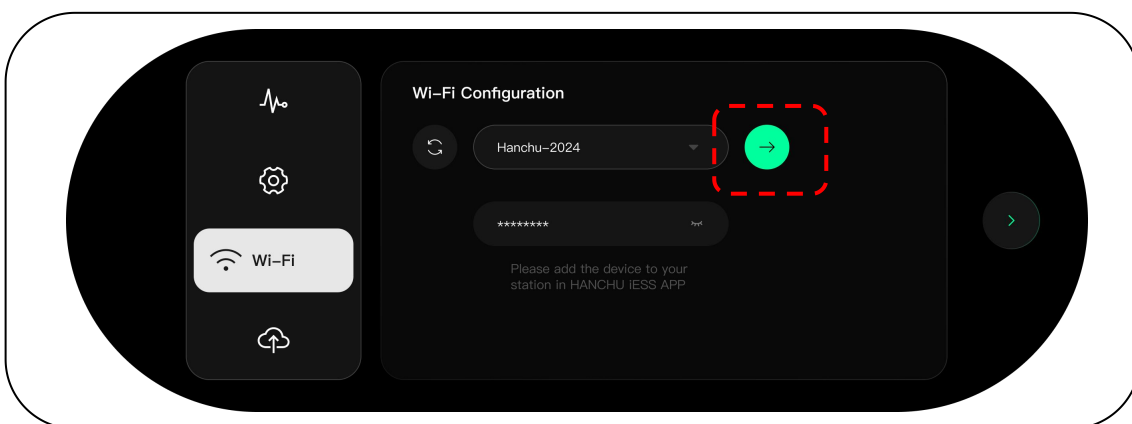 Wi-Fi Configuration
Hanchu-2024
********
Wi-Fi
Please add the device to your
station in HANCHU iESS APP